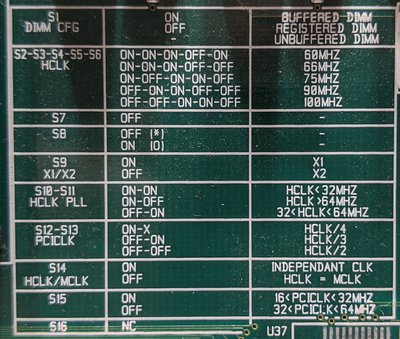 S1 ON BUFFERED DIMM
DIMM CFG OFF REGISTERED DIMM
- UNBUFFERED DIMM
S2-S3-S4-S5-S6 ON-ON-ON-OFF-ON 60MHZ
HCLK ON-ON-OFF-OFF-ON 66MHZ
ON-OFF-ON-OFF-ON 75MHZ
OFF-OFF-ON-OFF-ON 90MHZ
OFF-OFF-ON-OFF-OFF 100MHZ
S7 OFF -
S8 OFF (*) -
ON (O) -
S9 ON X1
X1/X2 OFF X2
S10-S11 ON-ON HCLK<32MHZ
HCLK PLL ON-OFF HCLK>64MHZ
OFF-ON 32<HCLK<64MHZ
S12-S13 ON-X HCLK/4
PCICLK OFF-ON HCLK/3
OFF-OFF HCLK/2
S14 ON INDEPENDANT CLK
HCLK/MCLK OFF HCLK = MCLK
S15 ON 16<PCICLK<32MHZ
OFF 32<PCICLK<64MHZ
S16 NC
U37